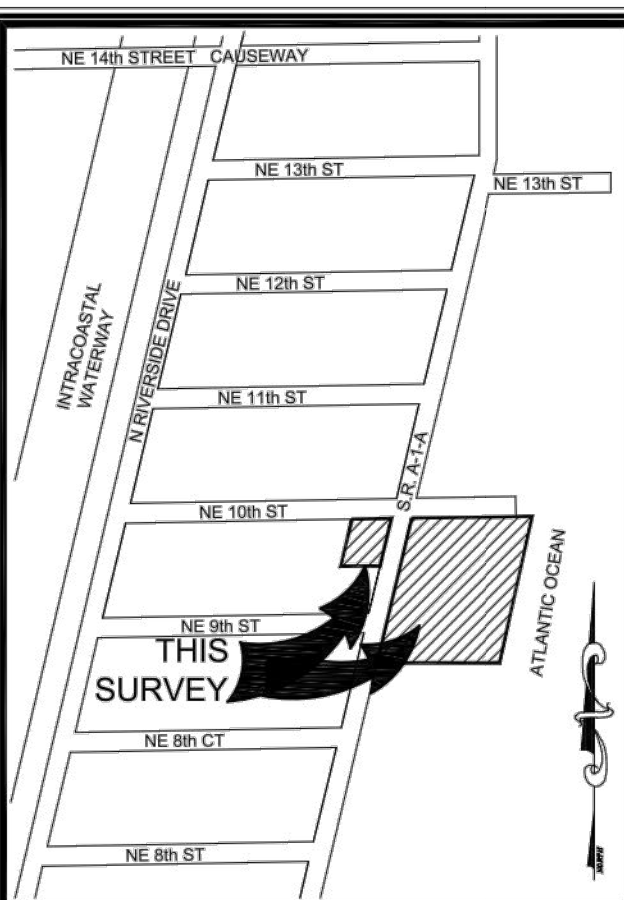 NE 14th STREET CAUSEWAY
NE 13th ST
NE 13th ST
NE 12th ST
INTRACOASTAL
WATERWAY
N RIVERSIDE DRIVE
NE 11th ST
S.R. A-1-A
NE 10th ST
ATLANTIC OCEAN
NE 9th ST
THIS
SURVEY
NE 8th CT
NE 8th ST